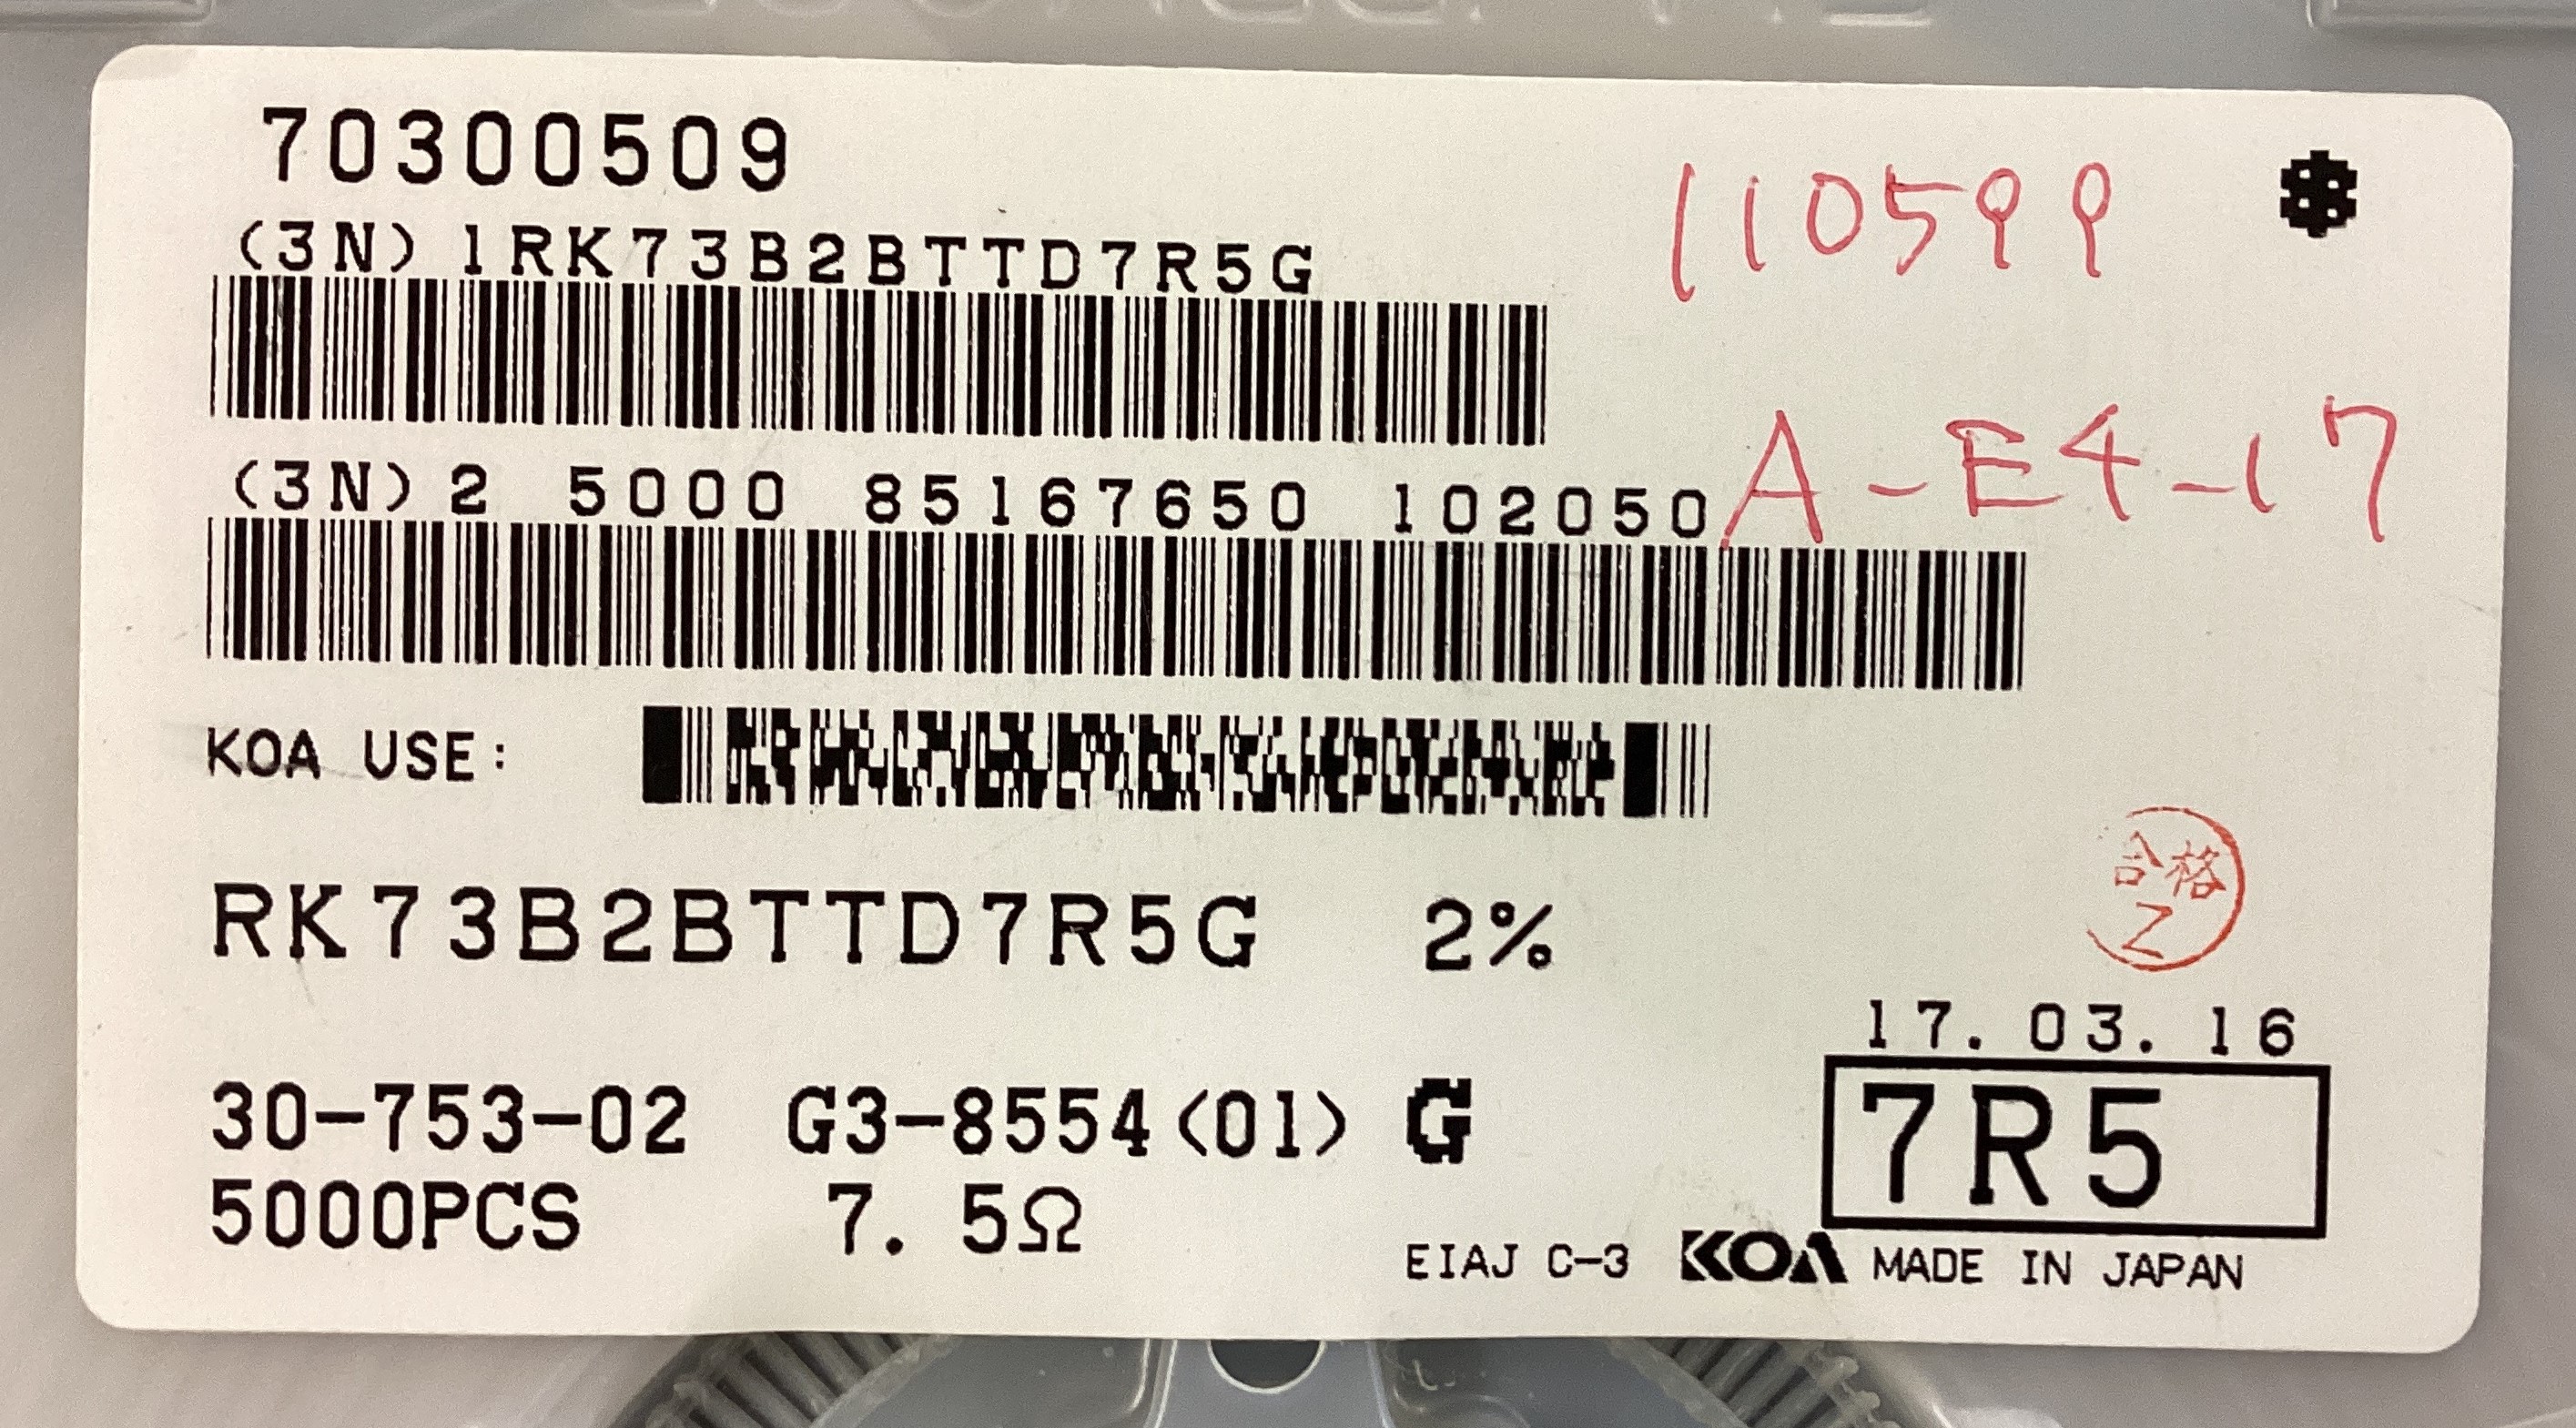 70300509
110599
✽
(3N)1RK73B2BTTD7R5G
(3N)2 5000 85167650 102050
A-E4-17
KOA USE:
RK73B2BTTD7R5G 2%
合格
Z
17.03.16
30-753-02 G3-8554<01> G
7R5
5000PCS 7.5Ω
EIAJ C-3 KOA MADE IN JAPAN